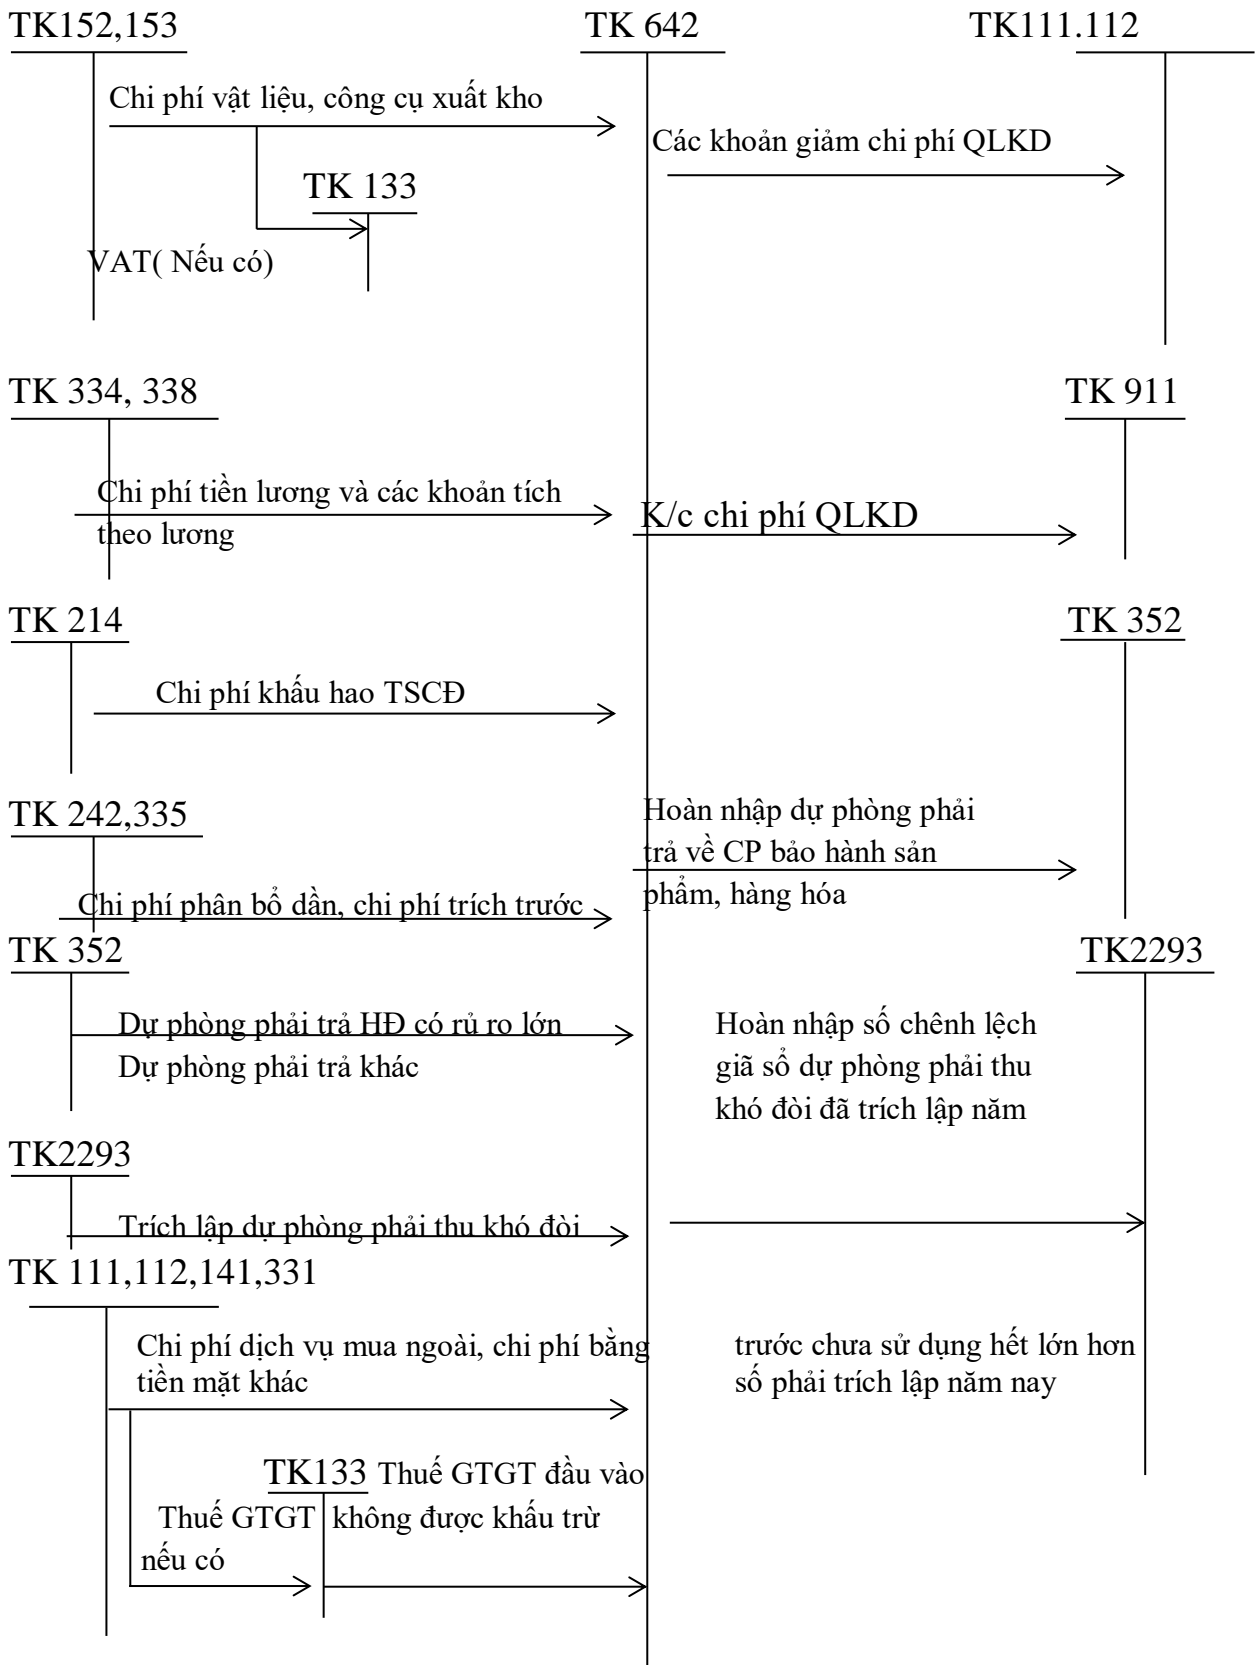 TK152,153
TK 642
TK111.112
Chi phí vật liệu, công cụ xuất kho
Các khoản giảm chi phí QLKD
TK 133
VAT( Nếu có)
TK 334, 338
TK 911
Chi phí tiền lương và các khoản tích
theo lương
K/c chi phí QLKD
TK 214
TK 352
Chi phí khấu hao TSCĐ
TK 242,335
Hoàn nhập dự phòng phải
trả về CP bảo hành sản
phẩm, hàng hóa
Chi phí phân bổ dần, chi phí trích trước
TK 352
TK2293
Dự phòng phải trả HĐ có rủ ro lớn
Dự phòng phải trả khác
Hoàn nhập số chênh lệch
giã sổ dự phòng phải thu
khó đòi đã trích lập năm
TK2293
Trích lập dự phòng phải thu khó đòi
TK 111,112,141,331
Chi phí dịch vụ mua ngoài, chi phí bằng
tiền mặt khác
trước chưa sử dụng hết lớn hơn
số phải trích lập năm nay
TK133 Thuế GTGT đầu vào
Thuế GTGT không được khấu trừ
nếu có